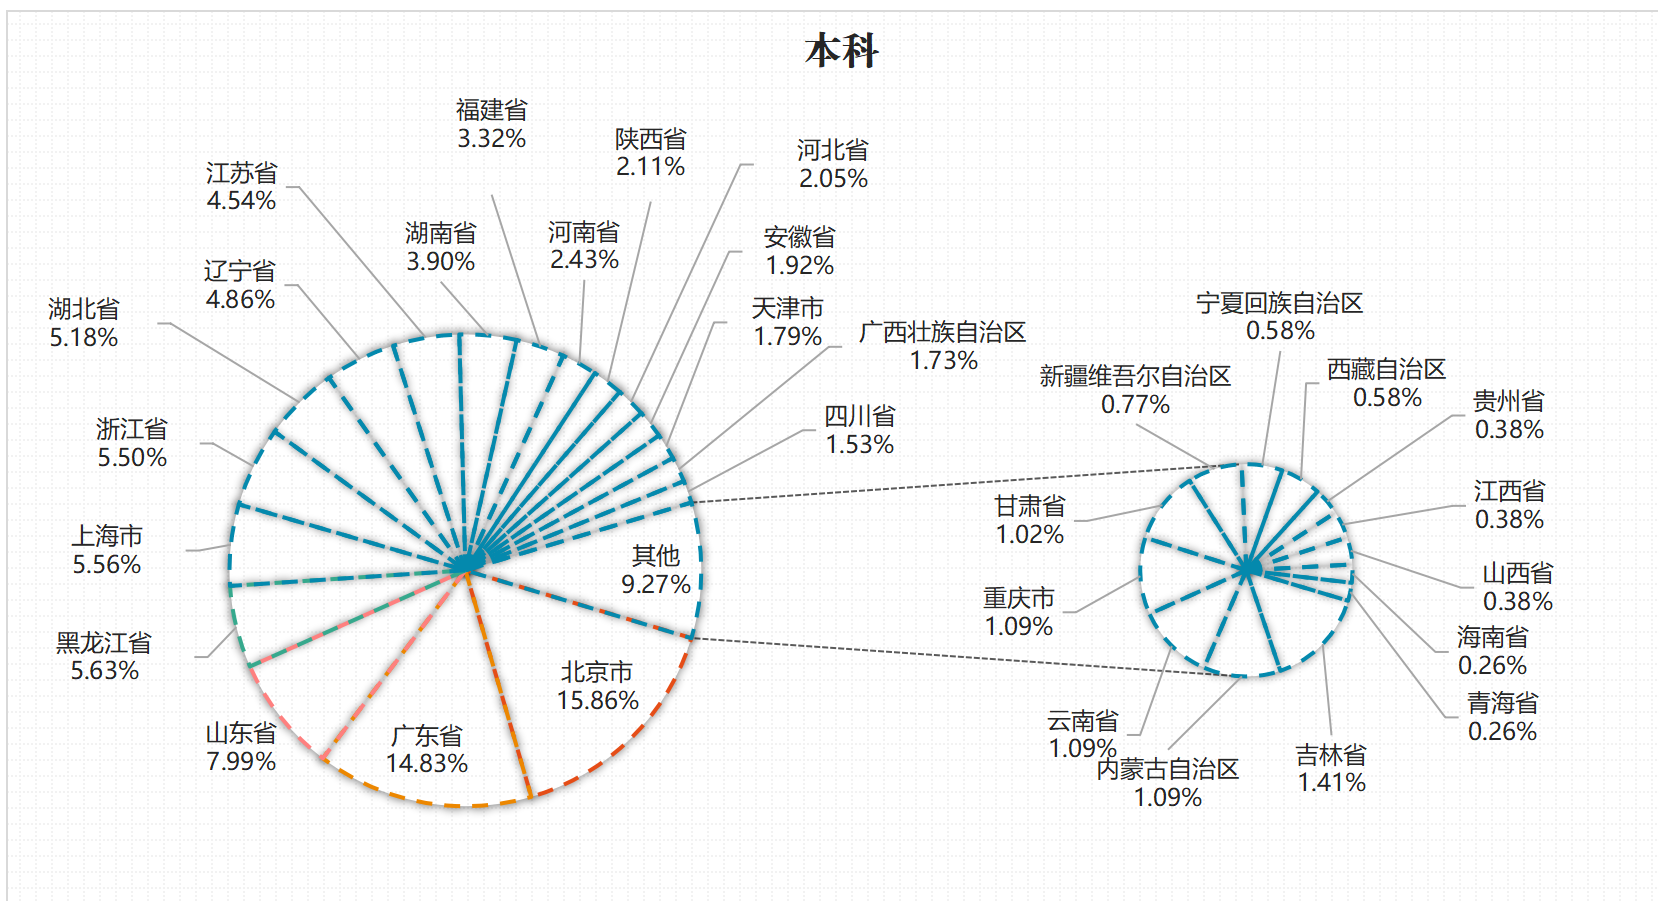 本科
福建省
3.32%
陕西省
2.11%
河北省
2.05%
江苏省
4.54%
湖南省
3.90%
河南省
2.43%
安徽省
1.92%
辽宁省
4.86%
湖北省
5.18%
天津市
1.79%
广西壮族自治区
1.73%
浙江省
5.50%
四川省
1.53%
上海市
5.56%
其他
9.27%
黑龙江省
5.63%
北京市
15.86%
山东省
7.99%
广东省
14.83%
宁夏回族自治区
0.58%
新疆维吾尔自治区
0.77%
西藏自治区
0.58%
贵州省
0.38%
甘肃省
1.02%
江西省
0.38%
重庆市
1.09%
山西省
0.38%
海南省
0.26%
青海省
0.26%
云南省
1.09%
内蒙古自治区
1.09%
吉林省
1.41%